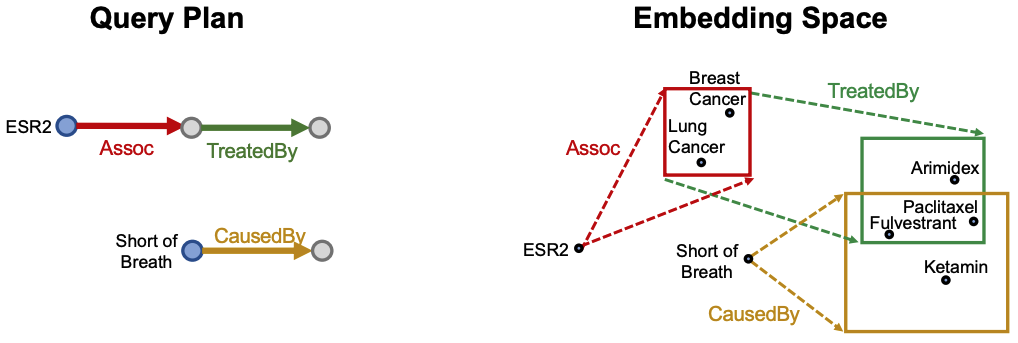 Query Plan
ESR2
Assoc
TreatedBy
Short of
Breath
CausedBy
Embedding Space
Breast
Cancer
Lung
Cancer
TreatedBy
Assoc
Arimidex
Paclitaxel
Fulvestrant
ESR2
Short of
Breath
Ketamin
CausedBy